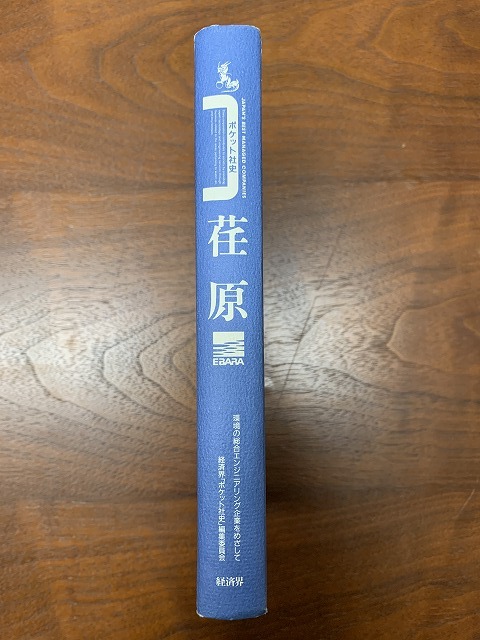 JAPAN'S BEST MANAGED COMPANIES
ポケット社史
荏原
EBARA
環境の総合エンジニアリング企業をめざして
経済界「ポケット社史」編集委員会
経済界